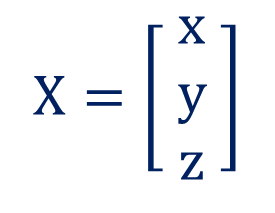 X = [ x
y
z ]